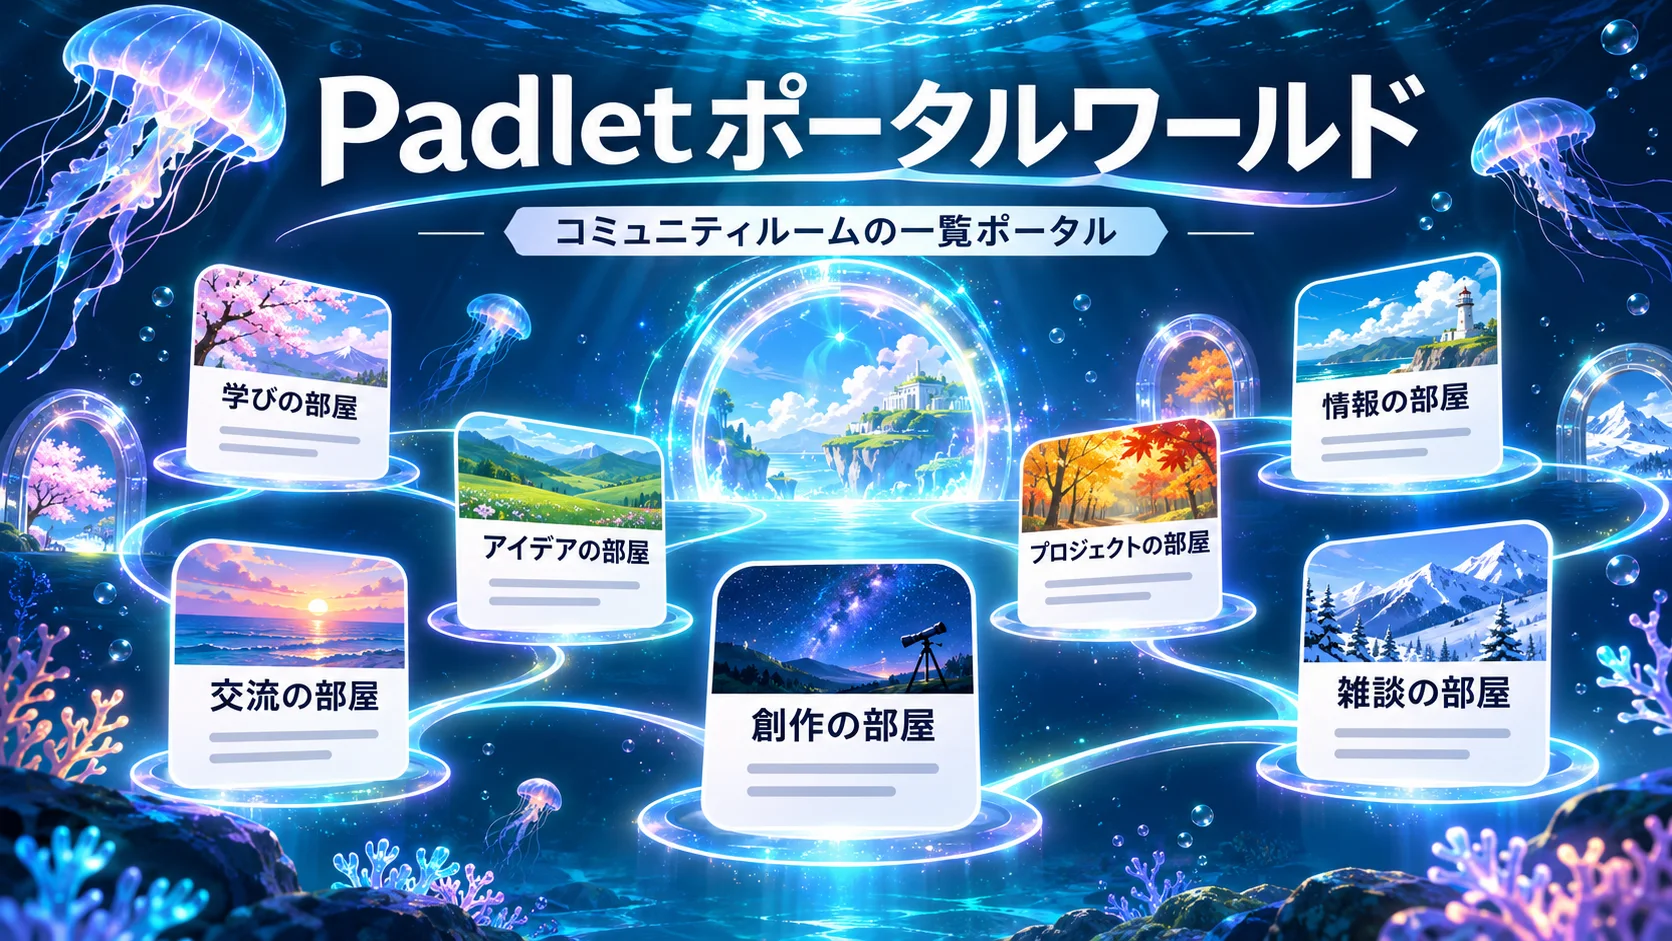 Padletポータルワールド
コミュニティルームの一覧ポータル
学びの部屋
アイデアの部屋
プロジェクトの部屋
情報の部屋
交流の部屋
創作の部屋
雑談の部屋